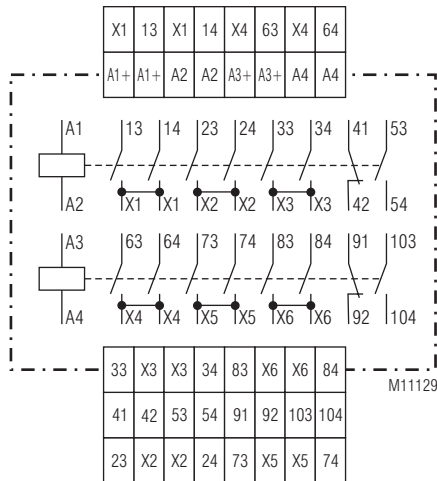 X1 13 X1 14 X4 63 X4 64
A1+ A1+ A2 A2 A3+ A3+ A4 A4
A1 13 14 23 24 33 34 41 53
A2 X1 X1 X2 X2 X3 X3 42 54
A3 63 64 73 74 83 84 91 103
A4 X4 X4 X5 X5 X6 X6 92 104
33 X3 X3 34 83 X6 X6 84
M11129
41 42 53 54 91 92 103 104
23 X2 X2 24 73 X5 X5 74